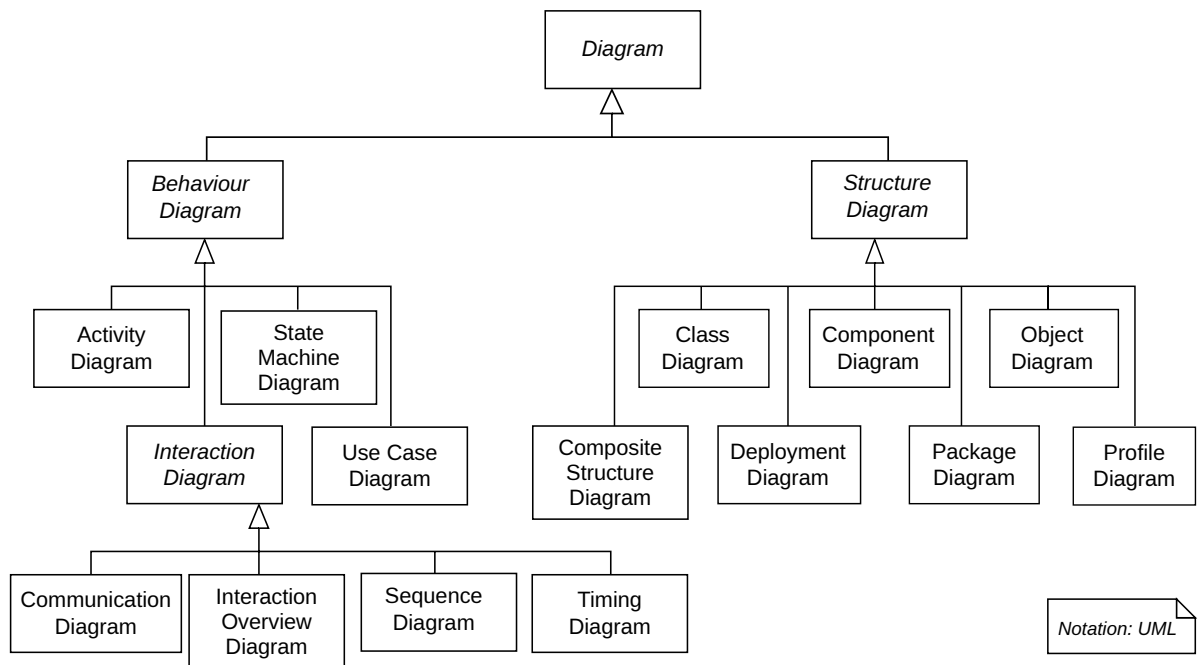 Diagram
Behaviour
Diagram
Structure
Diagram
Activity
Diagram
State
Machine
Diagram
Class
Diagram
Component
Diagram
Object
Diagram
Interaction
Diagram
Use Case
Diagram
Composite
Structure
Diagram
Deployment
Diagram
Package
Diagram
Profile
Diagram
Communication
Diagram
Interaction
Overview
Diagram
Sequence
Diagram
Timing
Diagram
Notation: UML